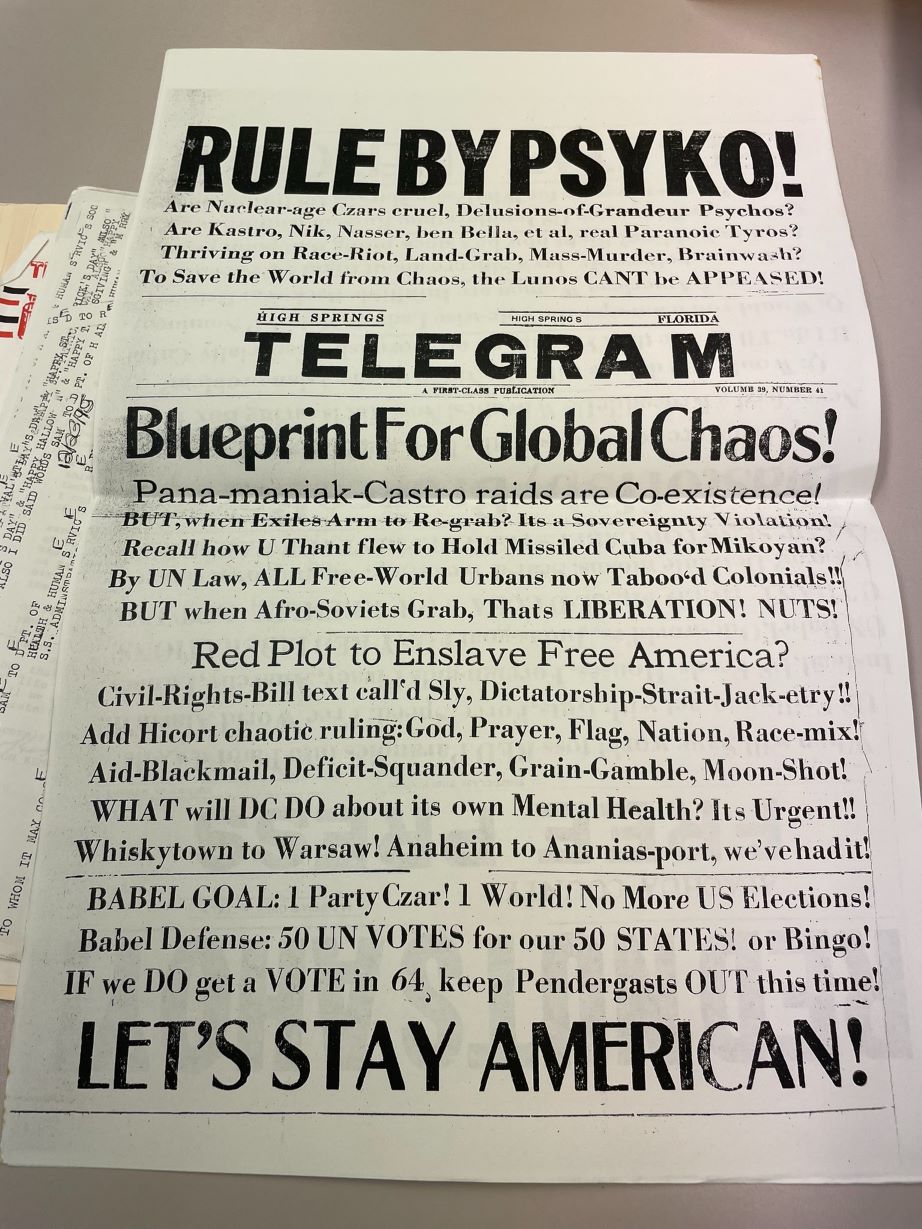 RULE BY PSYKO!
Are Nuclear-age Czars cruel, Delusions-of-Grandeur Psychos?
Are Kastro, Nik, Nasser, ben Bella, et al, real Paranoic Tyros?
Thriving on Race-Riot, Land-Grab, Mass-Murder, Brainwash?
To Save the World from Chaos, the Lunos CANT be APPEASED!
HIGH SPRINGS HIGH SPRINGS FLORIDA
TELEGRAM
A FIRST-CLASS PUBLICATION VOLUME 39, NUMBER 41
Blueprint For Global Chaos!
Pana-maniak-Castro raids are Co-existence!
BUT, when Exiles Arm to Re-grab? Its a Sovereignty Violation!
Recall how U Thant flew to Hold Missiled Cuba for Mikoyan?
By UN Law, ALL Free-World Urbans now Taboo'd Colonials!!
BUT when Afro-Soviets Grab, Thats LIBERATION! NUTS!
Red Plot to Enslave Free America?
Civil-Rights-Bill text call'd Sly, Dictatorship-Strait-Jack-etry!!
Add Hicort chaotic ruling: God, Prayer, Flag, Nation, Race-mix!
Aid-Blackmail, Deficit-Squander, Grain-Gamble, Moon-Shot!
WHAT will DC DO about its own Mental Health? Its Urgent!!
Whiskytown to Warsaw! Anaheim to Ananias-port, we've had it!
BABEL GOAL: 1 Party Czar! 1 World! No More US Elections!
Babel Defense: 50 UN VOTES for our 50 STATES! or Bingo!
IF we DO get a VOTE in 64, keep Pendergasts OUT this time!
LET'S STAY AMERICAN!
TO WHOM IT MAY